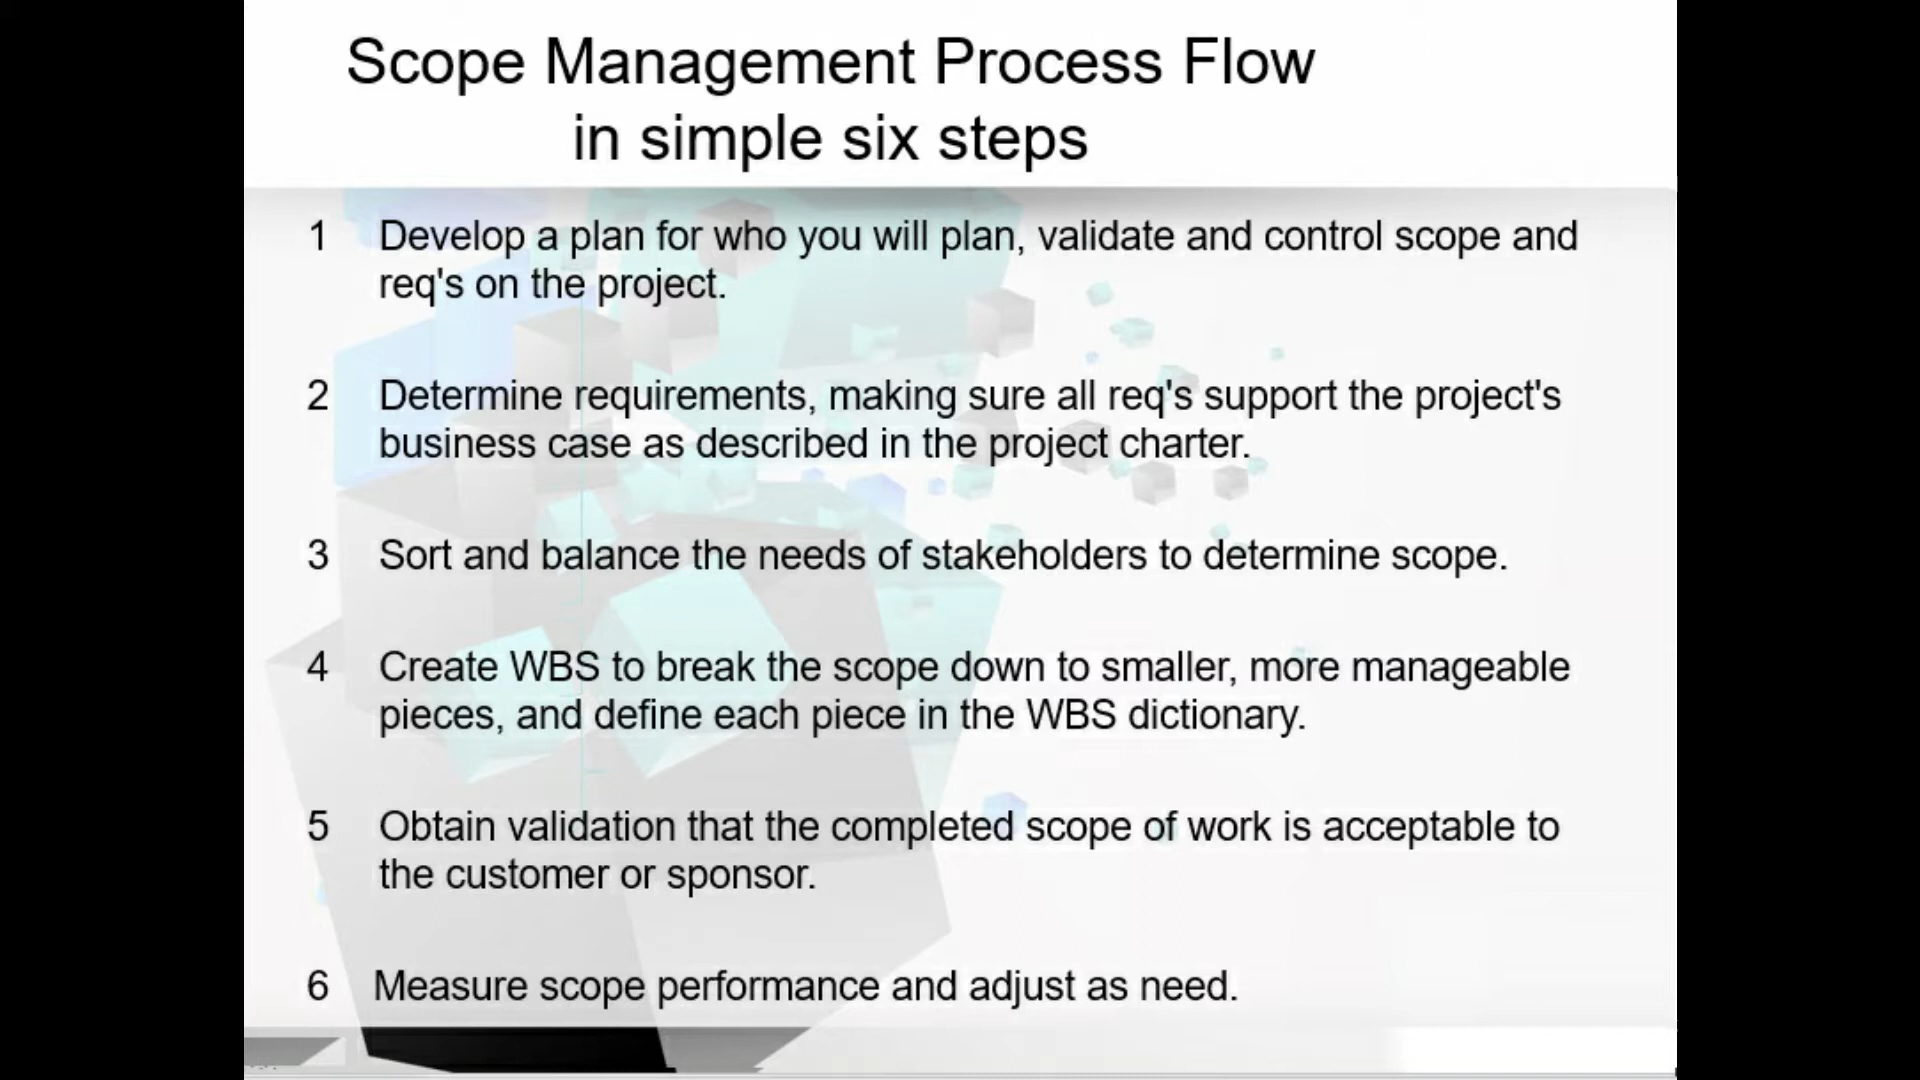 Scope Management Process Flow
in simple six steps
1 Develop a plan for who you will plan, validate and control scope and
req's on the project.
2 Determine requirements, making sure all req's support the project's
business case as described in the project charter.
3 Sort and balance the needs of stakeholders to determine scope.
4 Create WBS to break the scope down to smaller, more manageable
pieces, and define each piece in the WBS dictionary.
5 Obtain validation that the completed scope of work is acceptable to
the customer or sponsor.
6 Measure scope performance and adjust as need.